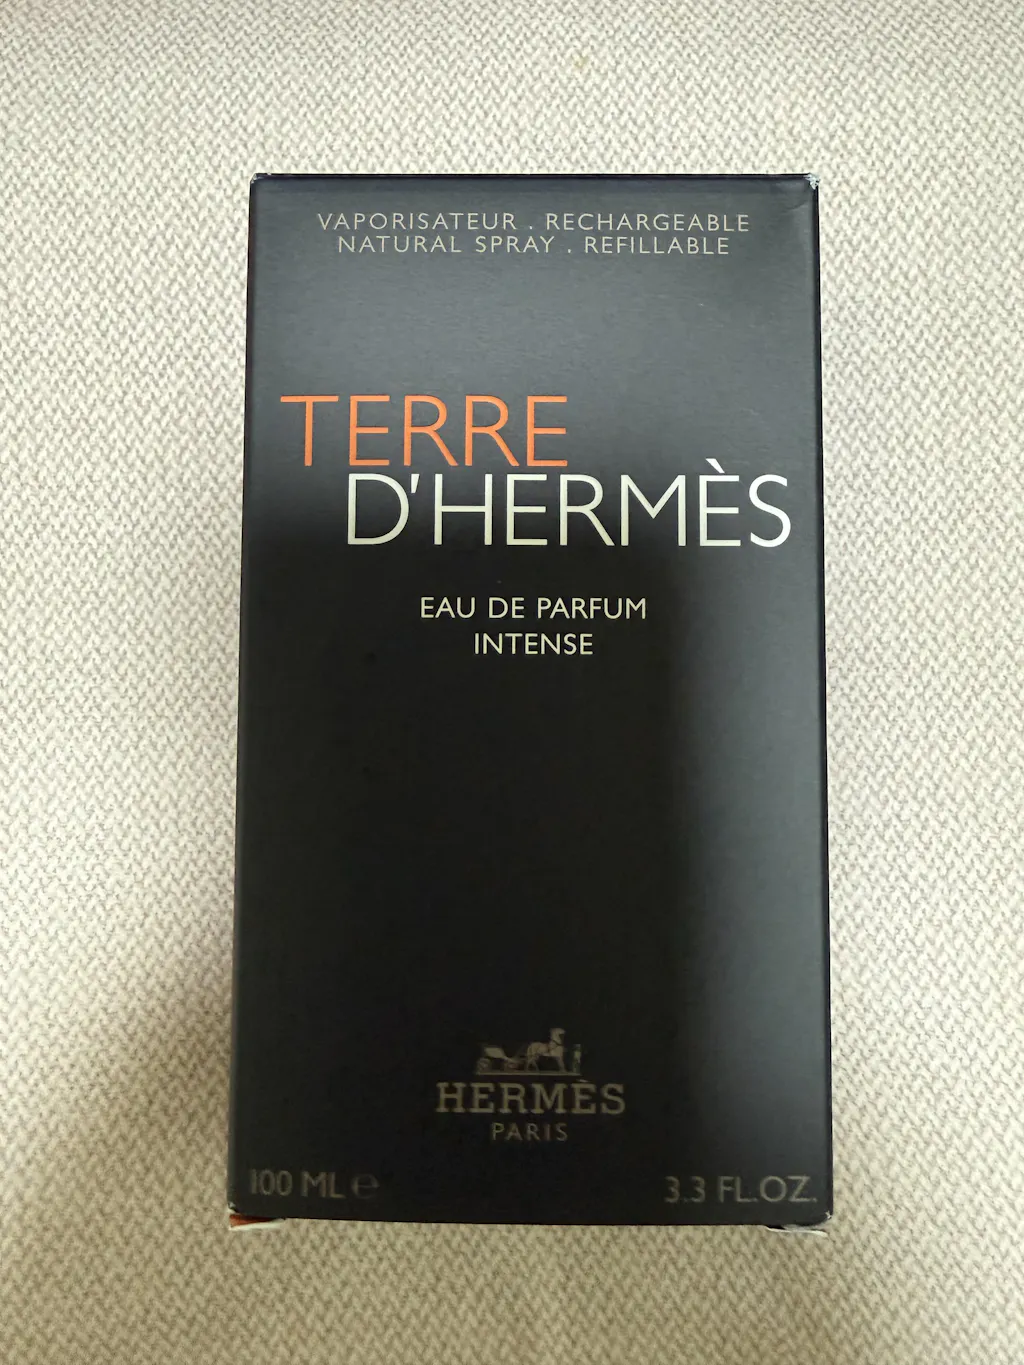 VAPORISATEUR . RECHARGEABLE
NATURAL SPRAY . REFILLABLE
TERRE
D'HERMÈS
EAU DE PARFUM
INTENSE
HERMÈS
PARIS
100 ML ℮ 3.3 FL.OZ.